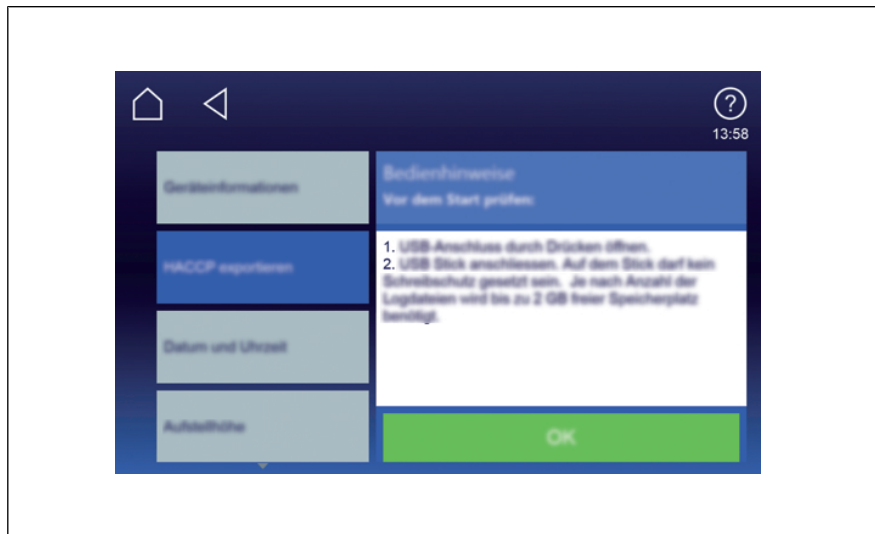 13:58
Geräteinformationen
HACCP exportieren
Datum und Uhrzeit
Aufstellhöhe
Bedienhinweise
Vor dem Start prüfen:
1. USB-Anschluss durch Drücken öffnen.
2. USB Stick anschliessen. Auf dem Stick darf kein
Schreibschutz gesetzt sein. Je nach Anzahl der
Logdateien wird bis zu 2 GB freier Speicherplatz
benötigt.
OK